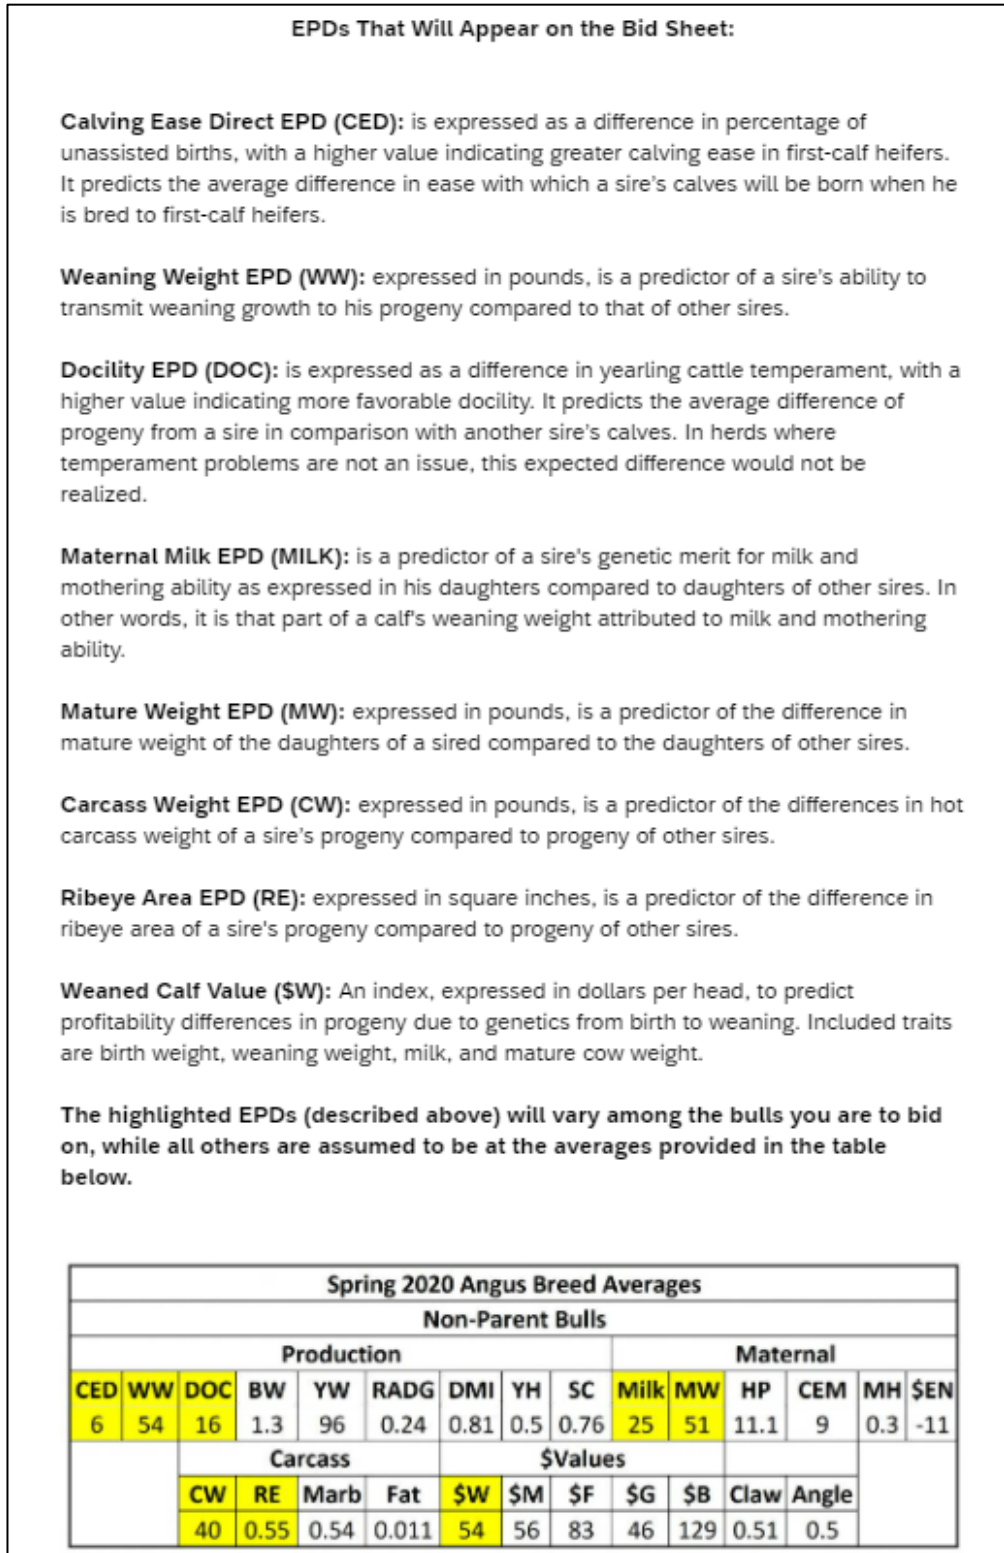 EPDs That Will Appear on the Bid Sheet:
Calving Ease Direct EPD (CED): is expressed as a difference in percentage of
unassisted births, with a higher value indicating greater calving ease in first-calf heifers.
It predicts the average difference in ease with which a sire's calves will be born when he
is bred to first-calf heifers.
Weaning Weight EPD (WW): expressed in pounds, is a predictor of a sire's ability to
transmit weaning growth to his progeny compared to that of other sires.
Docility EPD (DOC): is expressed as a difference in yearling cattle temperament, with a
higher value indicating more favorable docility. It predicts the average difference of
progeny from a sire in comparison with another sire's calves. In herds where
temperament problems are not an issue, this expected difference would not be
realized.
Maternal Milk EPD (MILK): is a predictor of a sire's genetic merit for milk and
mothering ability as expressed in his daughters compared to daughters of other sires. In
other words, it is that part of a calf's weaning weight attributed to milk and mothering
ability.
Mature Weight EPD (MW): expressed in pounds, is a predictor of the difference in
mature weight of the daughters of a sired compared to the daughters of other sires.
Carcass Weight EPD (CW): expressed in pounds, is a predictor of the differences in hot
carcass weight of a sire's progeny compared to progeny of other sires.
Ribeye Area EPD (RE): expressed in square inches, is a predictor of the difference in
ribeye area of a sire's progeny compared to progeny of other sires.
Weaned Calf Value ($W): An index, expressed in dollars per head, to predict
profitability differences in progeny due to genetics from birth to weaning. Included traits
are birth weight, weaning weight, milk, and mature cow weight.
The highlighted EPDs (described above) will vary among the bulls you are to bid
on, while all others are assumed to be at the averages provided in the table
below.
Spring 2020 Angus Breed Averages
Non-Parent Bulls
Production Maternal
CED WW DOC BW YW RADG DMI YH SC Milk MW HP CEM MH $EN
6 54 16 1.3 96 0.24 0.81 0.5 0.76 25 51 11.1 9 0.3 -11
Carcass $Values
CW RE Marb Fat $W $M $F $G $B Claw Angle
40 0.55 0.54 0.011 54 56 83 46 129 0.51 0.5